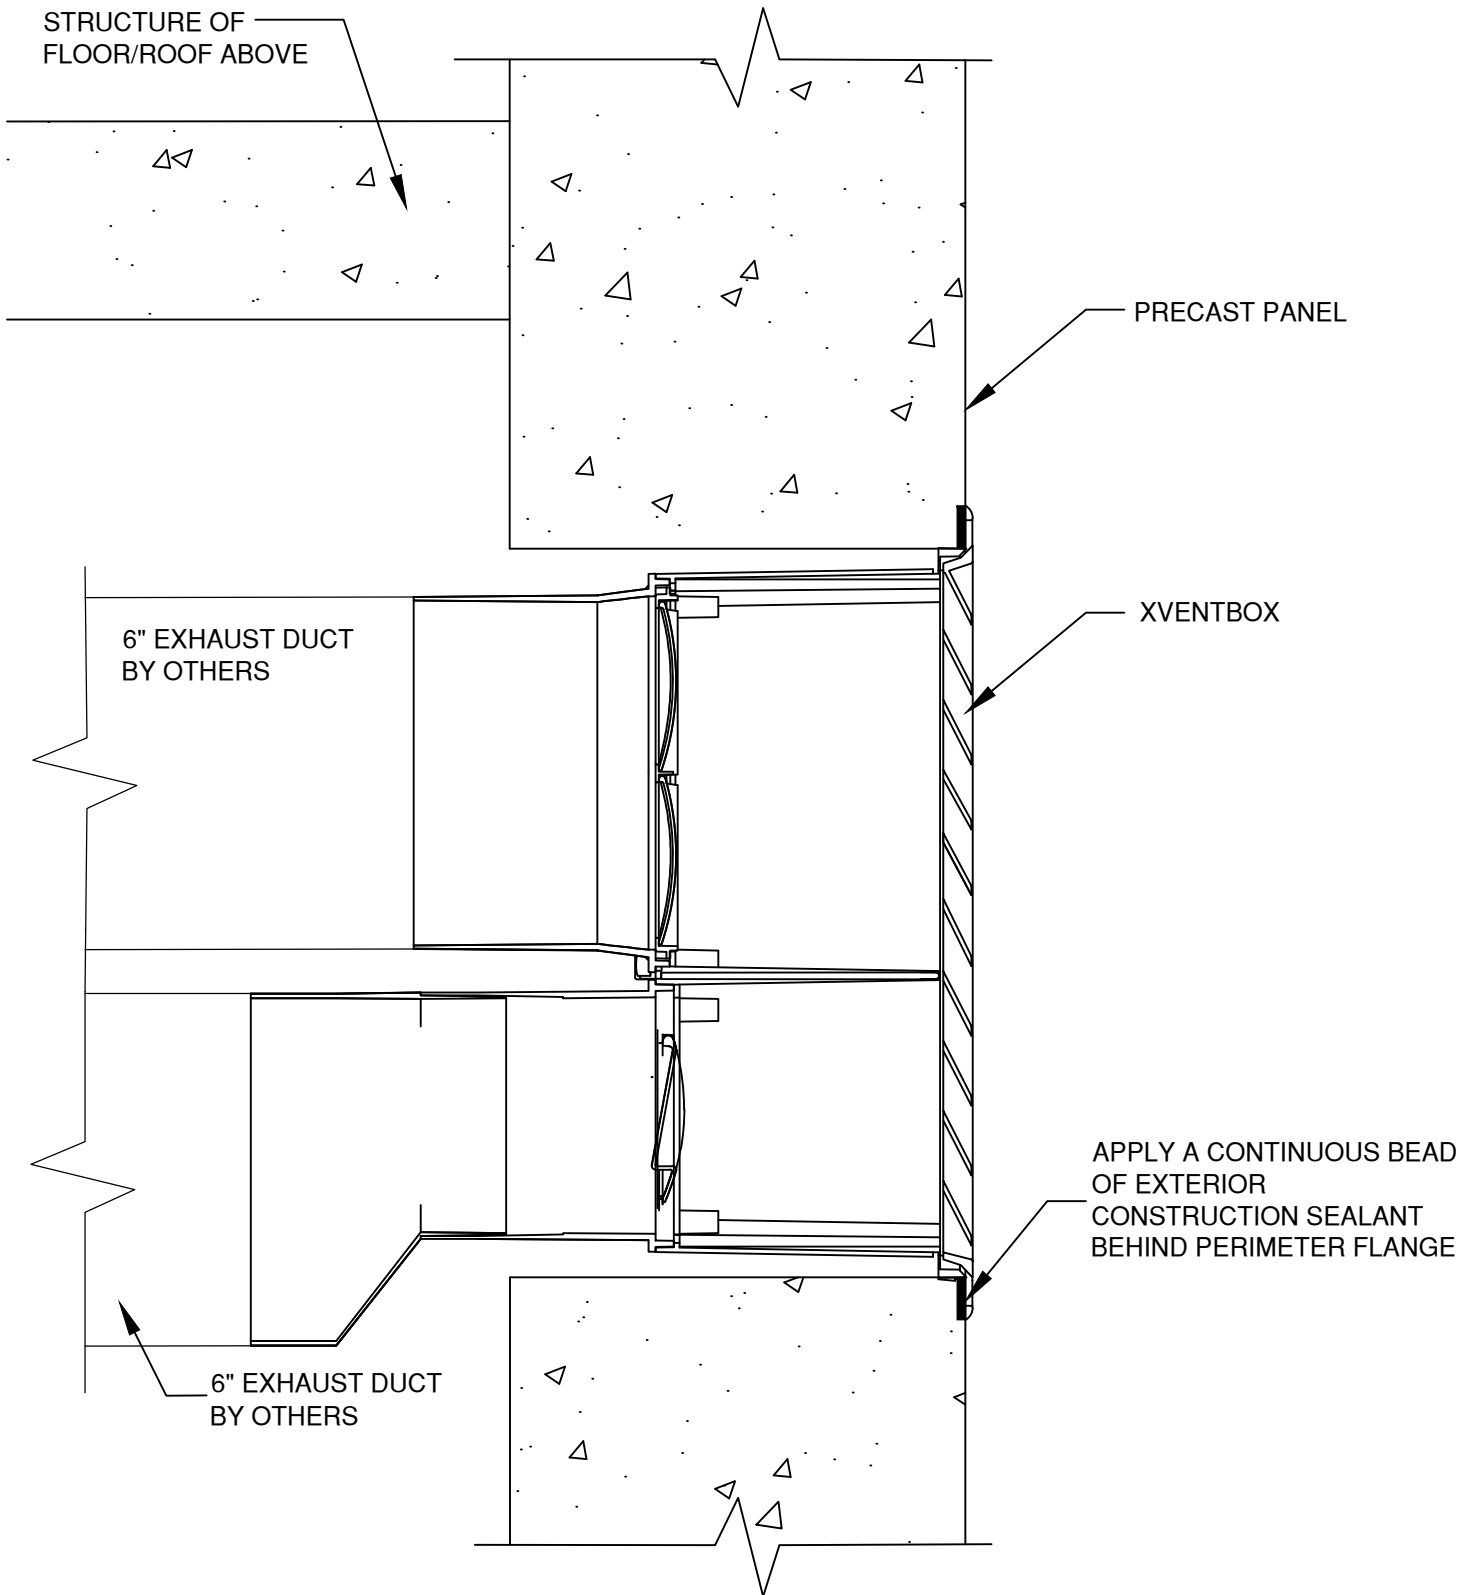 STRUCTURE OF
FLOOR/ROOF ABOVE
PRECAST PANEL
XVENTBOX
6" EXHAUST DUCT
BY OTHERS
APPLY A CONTINUOUS BEAD
OF EXTERIOR
CONSTRUCTION SEALANT
BEHIND PERIMETER FLANGE
6" EXHAUST DUCT
BY OTHERS